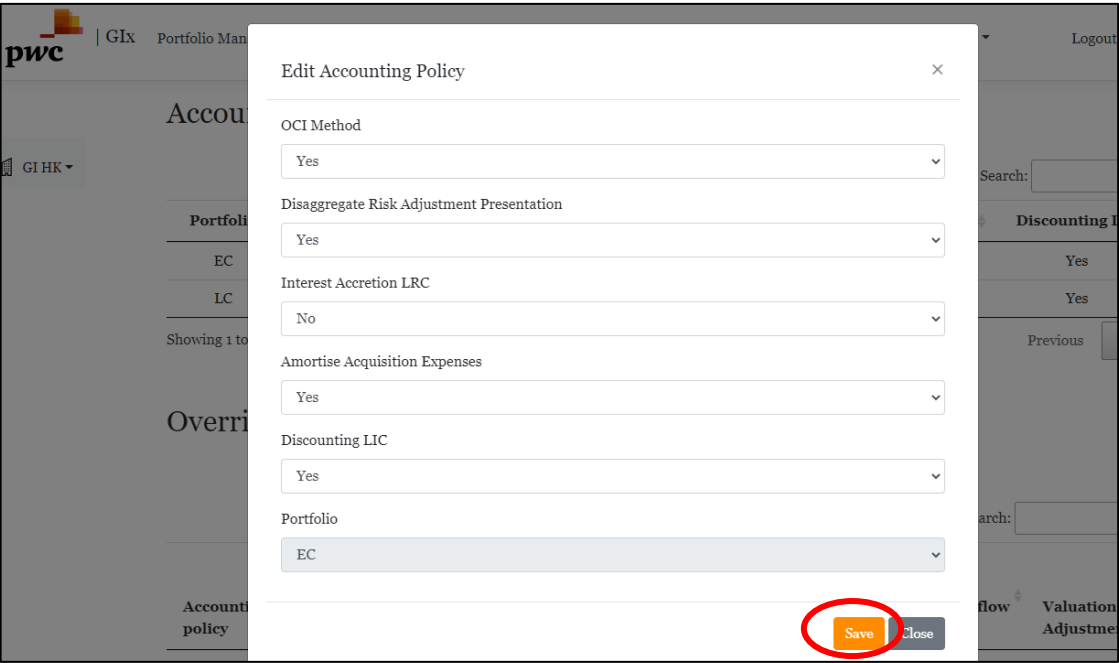 pwc
| GIx
Portfolio Man
Logout
Edit Accounting Policy
×
Accou
GI HK
OCI Method
Yes
Search:
Disaggregate Risk Adjustment Presentation
Yes
Portfoli
Discounting L
EC
Yes
Interest Accretion LRC
No
LC
Yes
Showing 1 to
Previous
Amortise Acquisition Expenses
Yes
Overri
Discounting LIC
Yes
Portfolio
EC
arch:
Accounti
policy
flow
Valuation
Adjustme
Save
Close